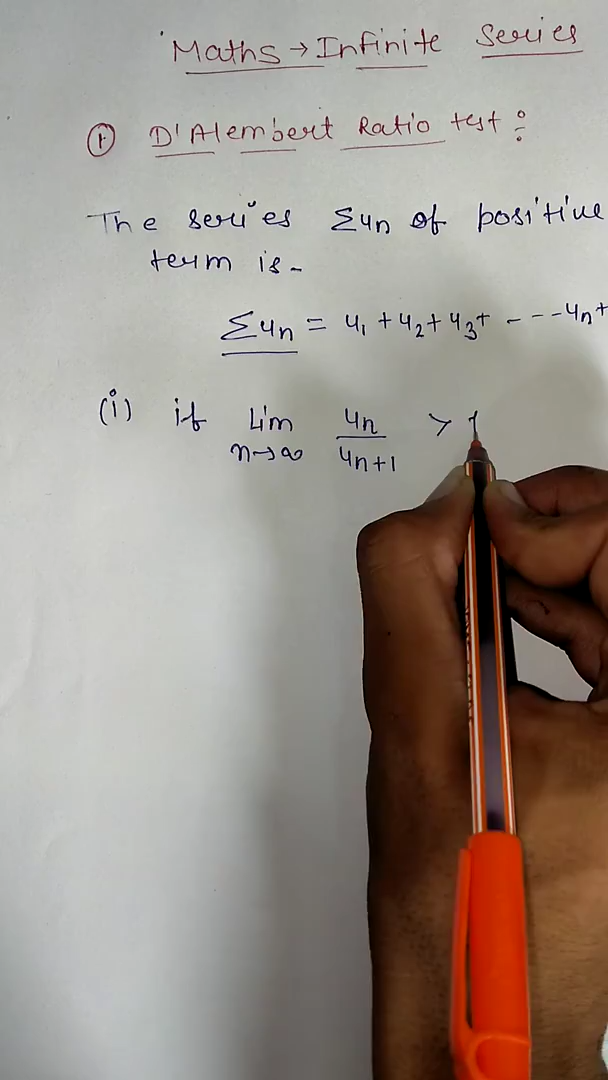 Maths → Infinite Series
① D'Alembert Ratio test :
The series Σun of positive
term is -
Σun = u1 + u2 + u3 + - - - un +
(i) if Lim n→∞ un/un+1 > 1